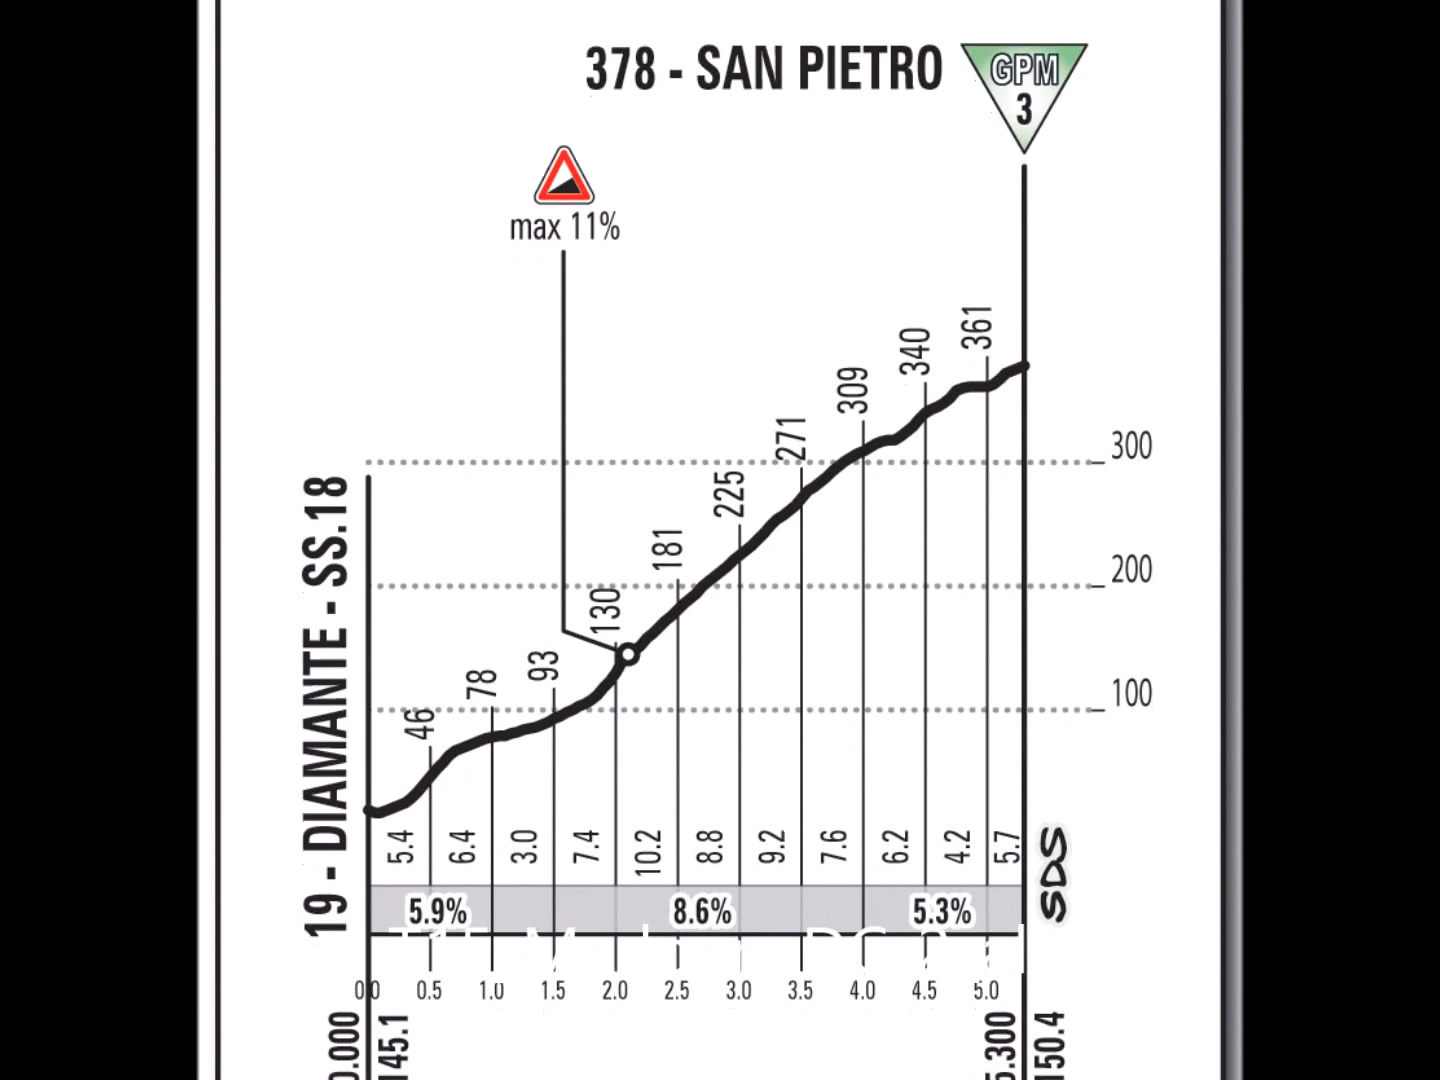 378 - SAN PIETRO
GPM
3
max 11%
361
340
309
271
225
181
130
93
78
46
300
200
100
19 - DIAMANTE - SS.18
5.4 6.4 3.0 7.4 10.2 8.8 9.2 7.6 6.2 4.2 5.7
SDS
5.9% 8.6% 5.3%
0.0 0.5 1.0 1.5 2.0 2.5 3.0 3.5 4.0 4.5 5.0
0.000 145.1
5.300 150.4